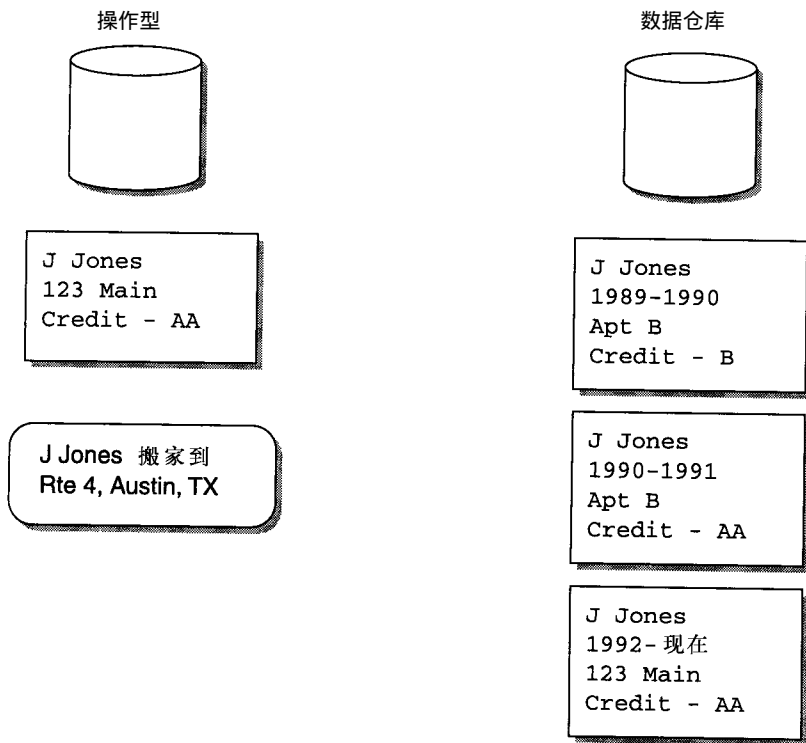 操作型
数据仓库
J Jones
123 Main
Credit - AA
J Jones 搬家到
Rte 4, Austin, TX
J Jones
1989-1990
Apt B
Credit - B
J Jones
1990-1991
Apt B
Credit - AA
J Jones
1992-现在
123 Main
Credit - AA